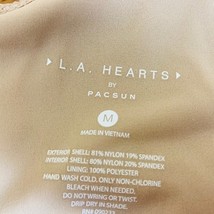 L.A. HEARTS
BY
PACSUN
M
MADE IN VIETNAM
EXTERIOR SHELL: 81% NYLON 19% SPANDEX
INTERIOR SHELL: 80% NYLON 20% SPANDEX
LINING: 100% POLYESTER
HAND WASH COLD. ONLY NON-CHLORINE
BLEACH WHEN NEEDED.
DO NOT WRING OR TWIST.
DRIP DRY IN SHADE.
RN# 090233